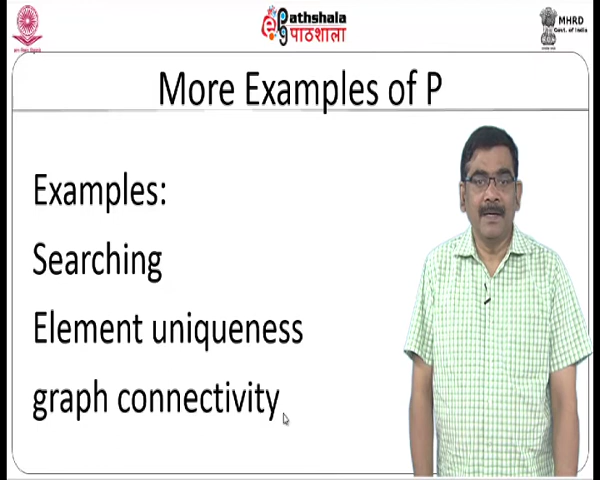 Pathshala
पाठशाला
MHRD
Govt. of India
More Examples of P
Examples:
Searching
Element uniqueness
graph connectivity